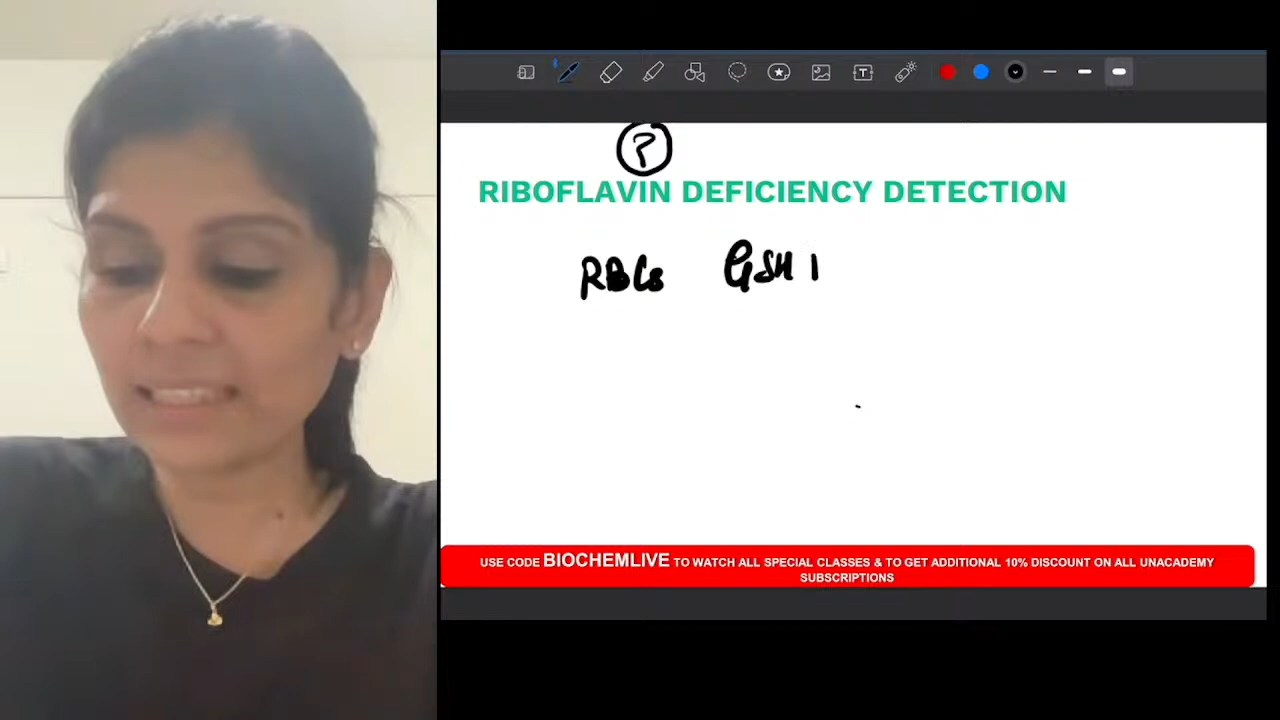 ?
RIBOFLAVIN DEFICIENCY DETECTION
RBCs GSH
USE CODE BIOCHEMLIVE TO WATCH ALL SPECIAL CLASSES & TO GET ADDITIONAL 10% DISCOUNT ON ALL UNACADEMY
SUBSCRIPTIONS